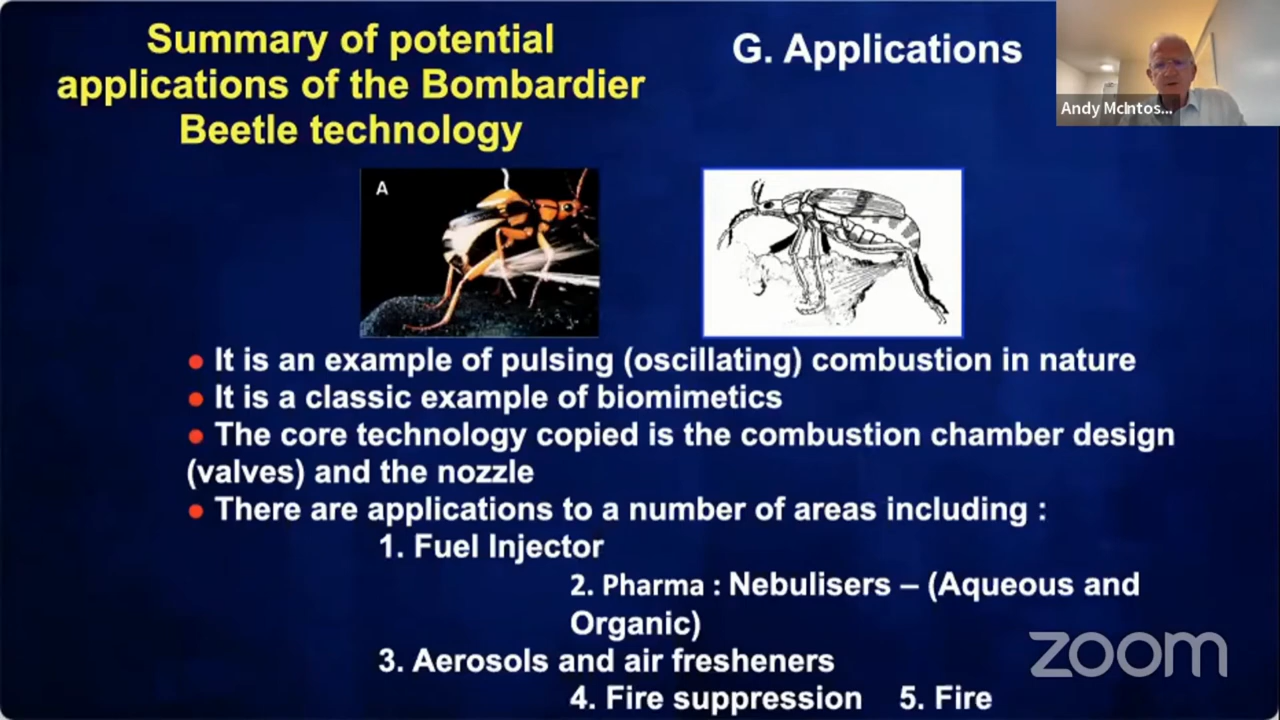 Summary of potential
applications of the Bombardier
Beetle technology
G. Applications
Andy McIntos...
A
• It is an example of pulsing (oscillating) combustion in nature
• It is a classic example of biomimetics
• The core technology copied is the combustion chamber design
(valves) and the nozzle
• There are applications to a number of areas including :
1. Fuel Injector
2. Pharma : Nebulisers – (Aqueous and
Organic)
3. Aerosols and air fresheners
4. Fire suppression 5. Fire
zoom